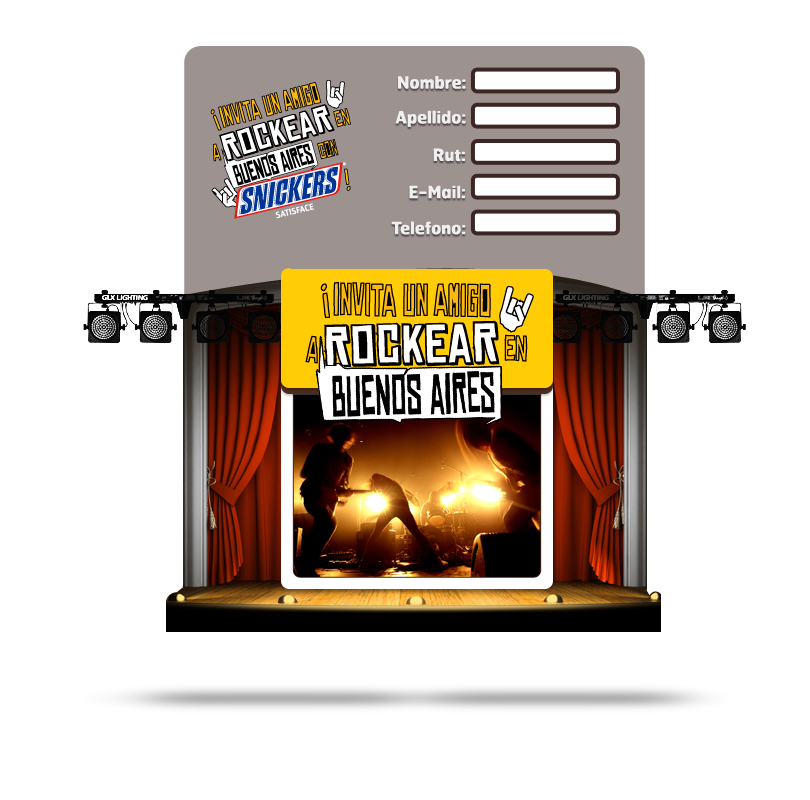 ¡INVITA UN AMIGO
A ROCKEAR EN
BUENOS AIRES CON
SNICKERS!
SATISFACE
Nombre:
Apellido:
Rut:
E-Mail:
Telefono:
GLX LIGHTING
GLX LIGHTING
¡INVITA UN AMIGO
A ROCKEAR EN
BUENOS AIRES